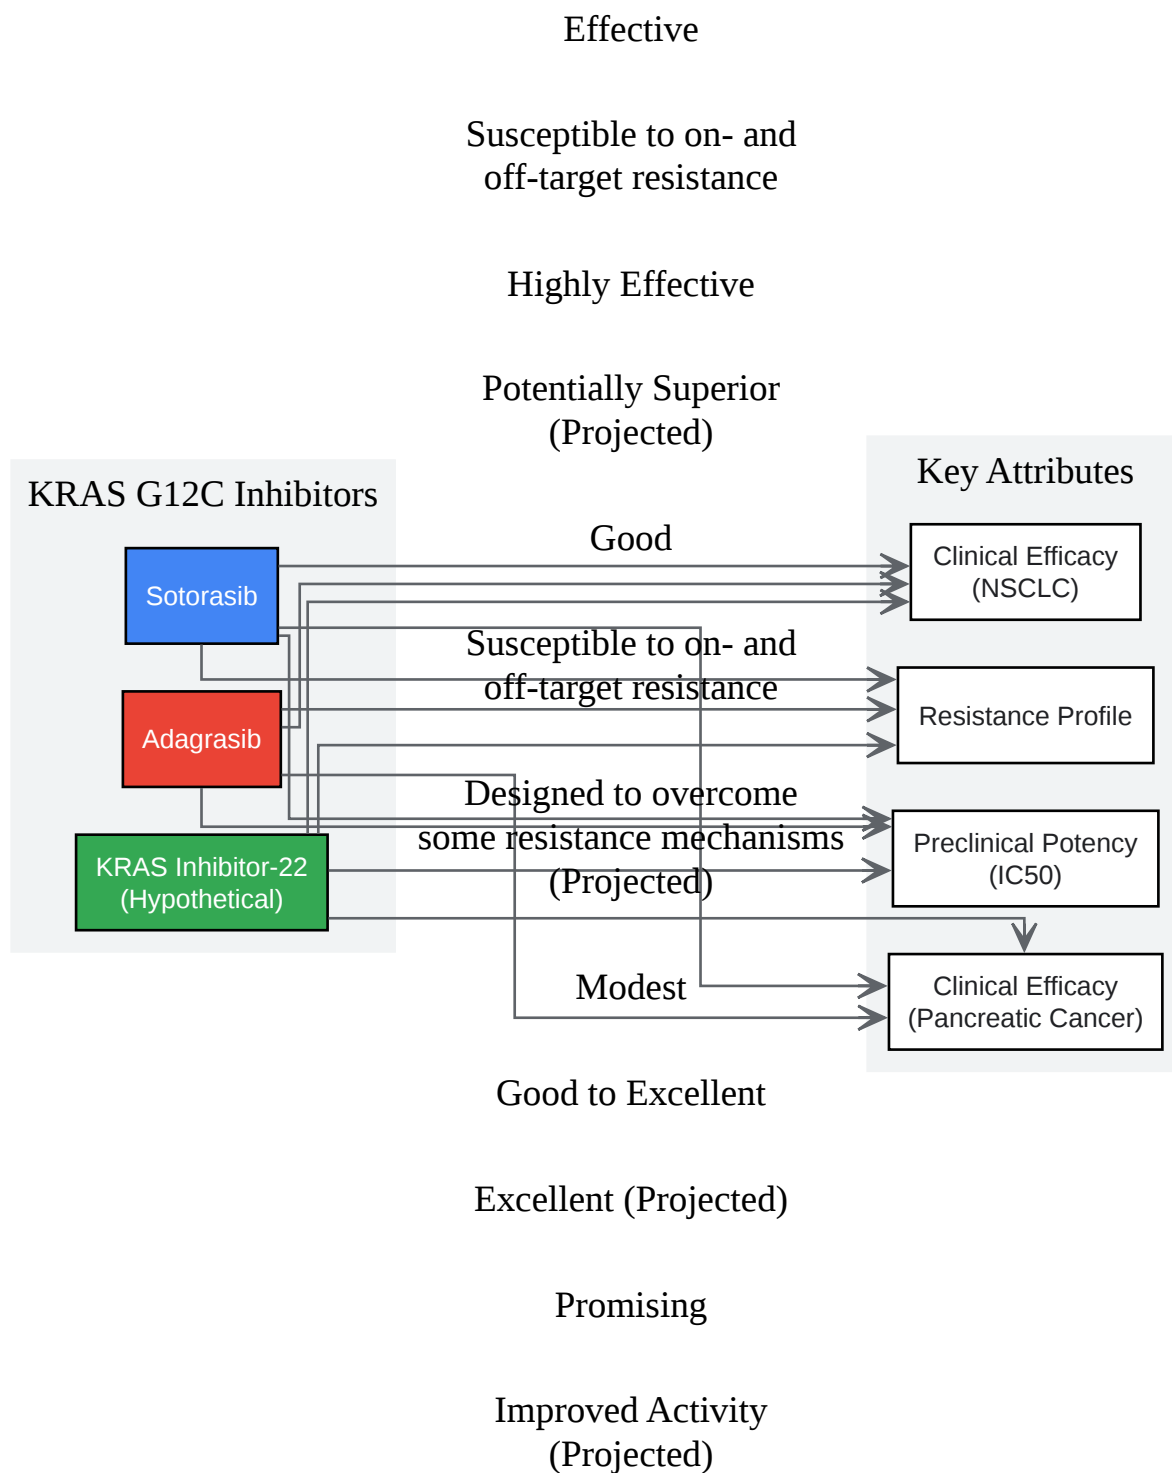 Effective
Susceptible to on- and
off-target resistance
Highly Effective
Potentially Superior
(Projected)
KRAS G12C Inhibitors
Sotorasib
Adagrasib
KRAS Inhibitor-22
(Hypothetical)
Good
Susceptible to on- and
off-target resistance
Designed to overcome
some resistance mechanisms
(Projected)
Modest
Good to Excellent
Excellent (Projected)
Promising
Improved Activity
(Projected)
Key Attributes
Clinical Efficacy
(NSCLC)
Resistance Profile
Preclinical Potency
(IC50)
Clinical Efficacy
(Pancreatic Cancer)